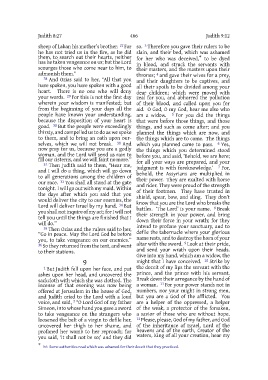 Judith 8:27
406
Judith 9:12
sheep of Laban his mother's brother. 27 For
he has not tried us in the fire, as he did
them, to search out their hearts, neither
has he taken vengeance on us; but the Lord
scourges those who come near to him, to
admonish them."
28 And Ozias said to her, "All that you
have spoken, you have spoken with a good
heart. There is no one who will deny
your words. 29 For this is not the first day
wherein your wisdom is manifested; but
from the beginning of your days all the
people have known your understanding,
because the disposition of your heart is
good. 30 But the people were exceedingly
thirsty, and compelled us to do as we spoke
to them, and to bring an oath upon our-
selves, which we will not break. 31 And
now pray for us, because you are a godly
woman, and the Lord will send us rain to
fill our cisterns, and we will faint no more."
32 Then Judith said to them, "Hear me,
and I will do a thing, which will go down
to all generations among the children of
our race. 33 You shall all stand at the gate
tonight. I will go out with my maid. Within
the days after which you said that you
would deliver the city to our enemies, the
Lord will deliver Israel by my hand. 34 But
you shall not inquire of my act; for I will not
tell you until the things are finished that I
will do."
35 Then Ozias and the rulers said to her,
"Go in peace. May the Lord God be before
you, to take vengeance on our enemies."
36 So they returned from the tent, and went
to their stations.
9
1 But Judith fell upon her face, and put
ashes upon her head, and uncovered the
sackcloth with which she was clothed. The
incense of that evening was now being
offered at Jerusalem in the house of God,
and Judith cried to the Lord with a loud
voice, and said, 2 "O Lord God of my father
Simeon, into whose hand you gave a sword
to take vengeance on the strangers who
loosened the belt of a virgin to defile her,
uncovered her thigh to her shame, and
profaned her womb to her reproach; for
you said, 'It shall not be so;' and they did
so. 3 Therefore you gave their rulers to be
slain, and their bed, which was ashamed
for her who was deceived, to be dyed
in blood, and struck the servants with
their masters, and the masters upon their
thrones; 4 and gave their wives for a prey,
and their daughters to be captives, and
all their spoils to be divided among your
dear children; which were moved with
zeal for you, and abhorred the pollution
of their blood, and called upon you for
aid. O God, O my God, hear me also who
am a widow. 5 For you did the things
that were before those things, and those
things, and such as come after; and you
planned the things which are now, and
the things which are to come. The things
which you planned came to pass. 6 Yes,
the things which you determined stood
before you, and said, 'Behold, we are here;'
for all your ways are prepared, and your
judgment is with foreknowledge. 7 For,
behold, the Assyrians are multiplied in
their power. They are exalted with horse
and rider. They were proud of the strength
of their footmen. They have trusted in
shield, spear, bow, and sling. They don't
know that you are the Lord who breaks the
battles. 'The Lord' is your name. 8 Break
their strength in your power, and bring
down their force in your wrath; for they
intend to profane your sanctuary, and to
defile the tabernacle where your glorious
name rests, and to destroy the horn of your
altar with the sword. 9 Look at their pride,
and send your wrath upon their heads.
Give into my hand, which am a widow, the
might that I have conceived. 10 Strike by
the deceit of my lips the servant with the
prince, and the prince with his servant.
Break down their arrogance by the hand of
a woman. 11 For your power stands not in
numbers, nor your might in strong men,
but you are a God of the afflicted. You
are a helper of the oppressed, a helper
of the weak, a protector of the forsaken,
a savior of those who are without hope.
12 Please, please, God of my father, and God
of the inheritance of Israel, Lord of the
heavens and of the earth, Creator of the
waters, King of all your creation, hear my